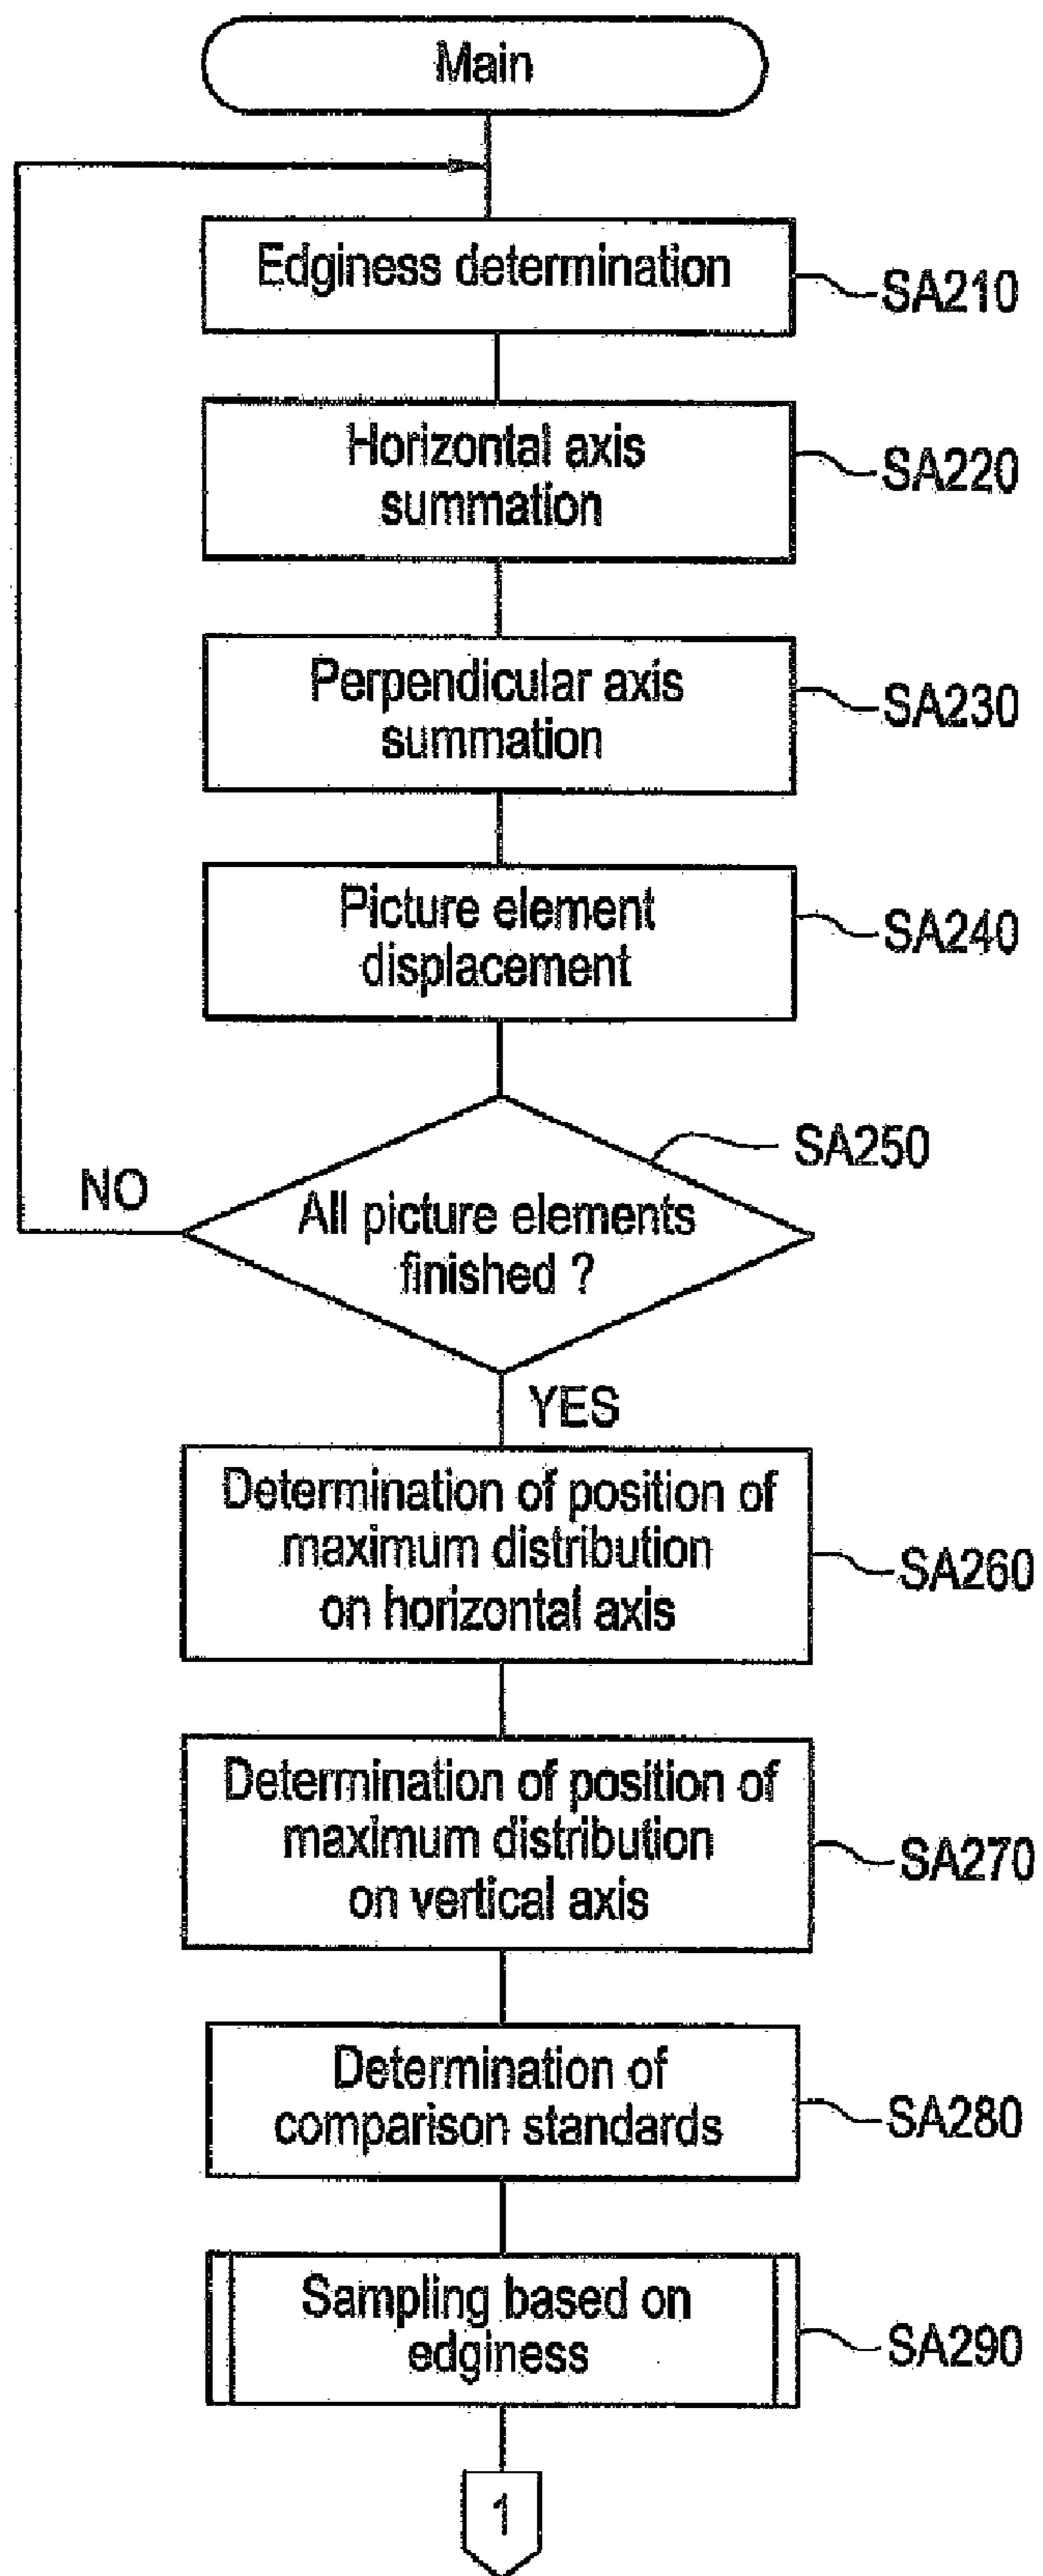 Main
Edginess determination
SA210
Horizontal axis
summation
SA220
Perpendicular axis
summation
SA230
Picture element
displacement
SA240
SA250
NO
All picture elements
finished ?
YES
Determination of position of
maximum distribution
on horizontal axis
SA260
Determination of position of
maximum distribution
on vertical axis
SA270
Determination of
comparison standards
SA280
Sampling based on
edginess
SA290
1